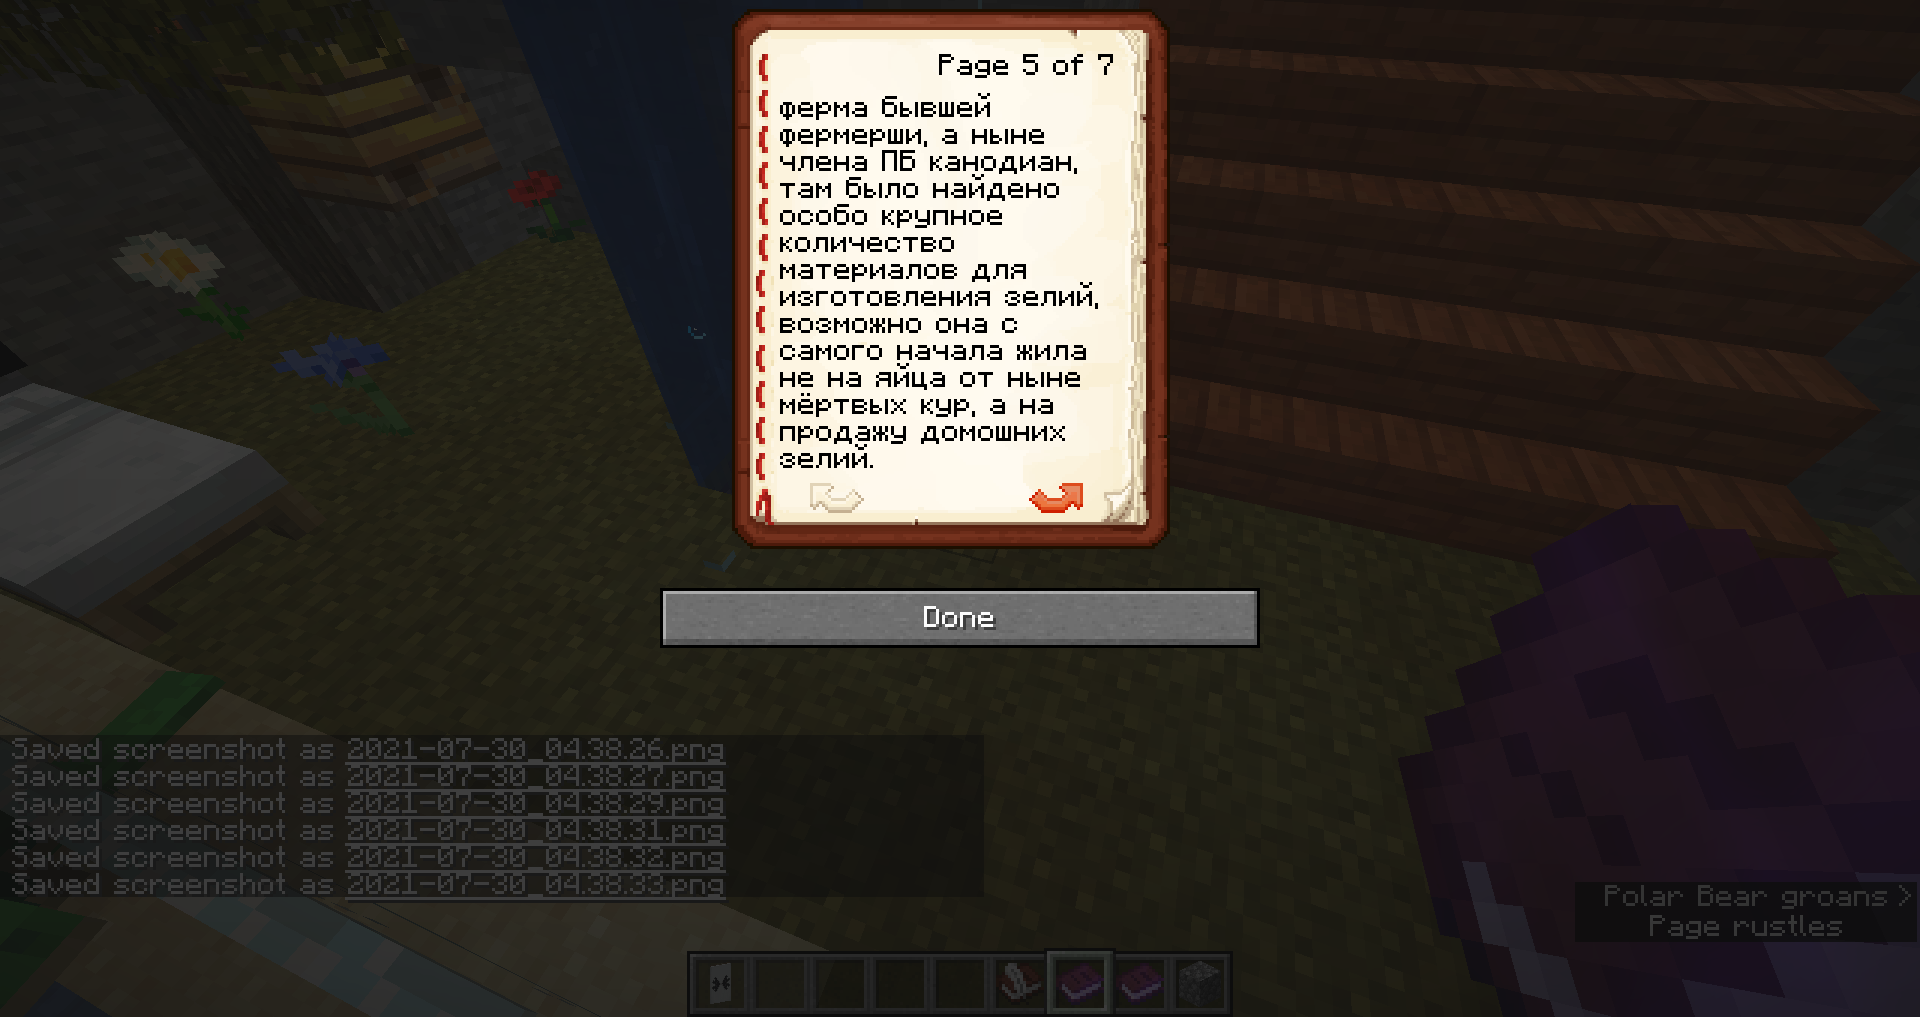 Page 5 of 7
ферма бывшей
фермерши, а ныне
члена ПБ канодиан,
там было найдено
особо крупное
количество
материалов для
изготовления зелий,
возможно она с
самого начала жила
не на яйца от ныне
мёртвых кур, а на
продажу домошних
зелий.
Done
Saved screenshot as 2021-07-30_04.38.26.png
Saved screenshot as 2021-07-30_04.38.27.png
Saved screenshot as 2021-07-30_04.38.29.png
Saved screenshot as 2021-07-30_04.38.31.png
Saved screenshot as 2021-07-30_04.38.32.png
Saved screenshot as 2021-07-30_04.38.33.png
Polar Bear groans >
Page rustles